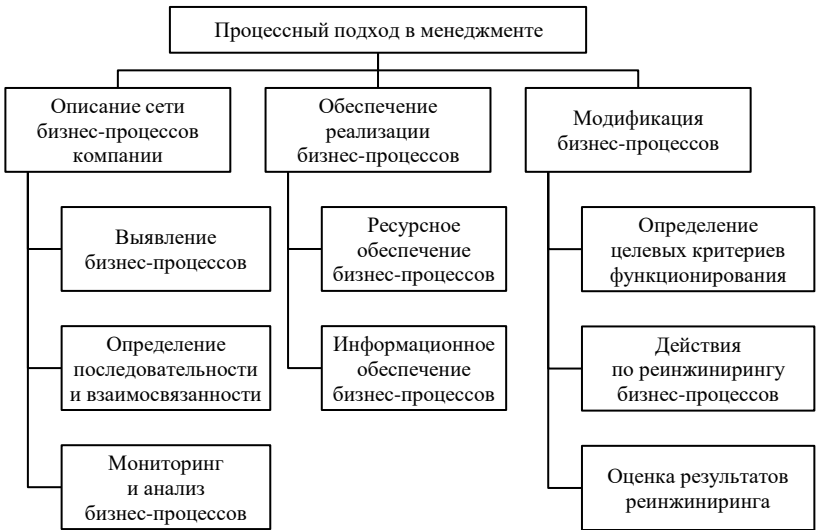 Процессный подход в менеджменте
Описание сети
бизнес-процессов
компании
Обеспечение
реализации
бизнес-процессов
Модификация
бизнес-процессов
Выявление
бизнес-процессов
Ресурсное
обеспечение
бизнес-процессов
Определение
целевых критериев
функционирования
Определение
последовательности
и взаимосвязанности
Информационное
обеспечение
бизнес-процессов
Действия
по реинжинирингу
бизнес-процессов
Мониторинг
и анализ
бизнес-процессов
Оценка результатов
реинжиниринга